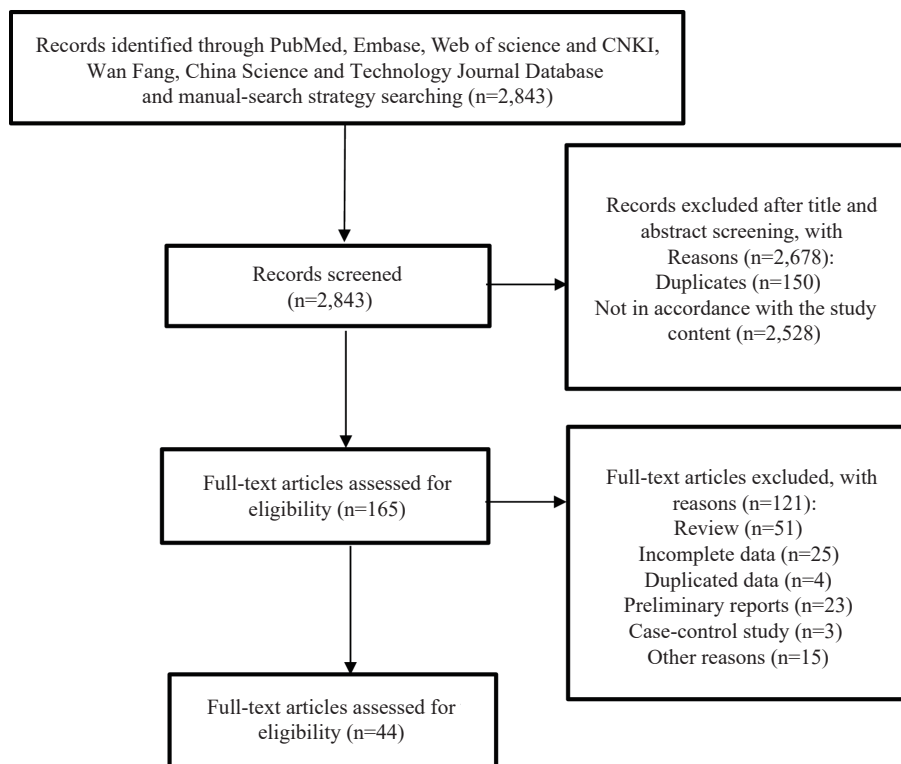 Records identified through PubMed, Embase, Web of science and CNKI,
Wan Fang, China Science and Technology Journal Database
and manual-search strategy searching (n=2,843)
Records excluded after title and
abstract screening, with
Reasons (n=2,678):
Duplicates (n=150)
Not in accordance with the study
content (n=2,528)
Records screened
(n=2,843)
Full-text articles assessed for
eligibility (n=165)
Full-text articles excluded, with
reasons (n=121):
Review (n=51)
Incomplete data (n=25)
Duplicated data (n=4)
Preliminary reports (n=23)
Case-control study (n=3)
Other reasons (n=15)
Full-text articles assessed for
eligibility (n=44)